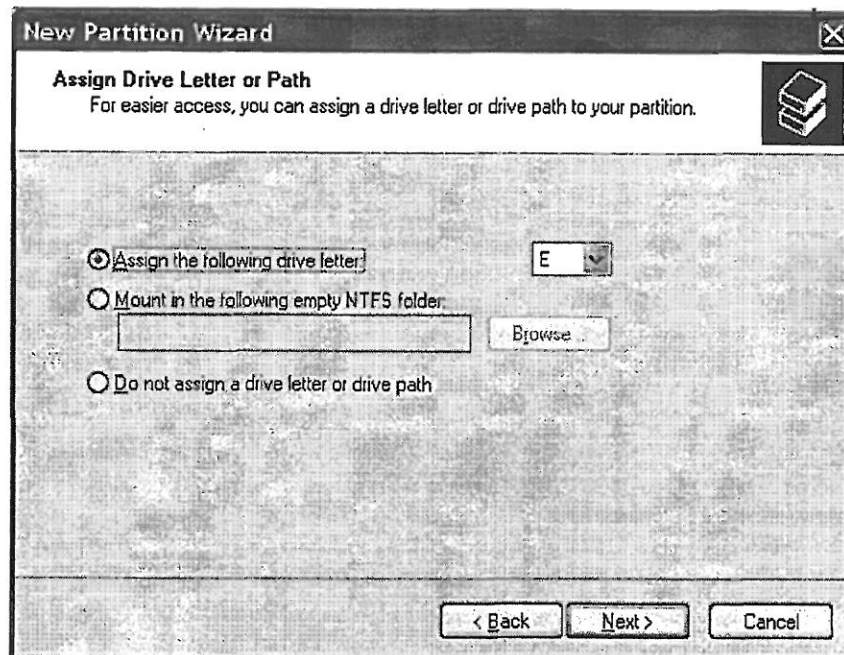 New Partition Wizard
Assign Drive Letter or Path
For easier access, you can assign a drive letter or drive path to your partition.
Assign the following drive letter: E
Mount in the following empty NTFS folder:
Browse...
Do not assign a drive letter or drive path
< Back Next > Cancel